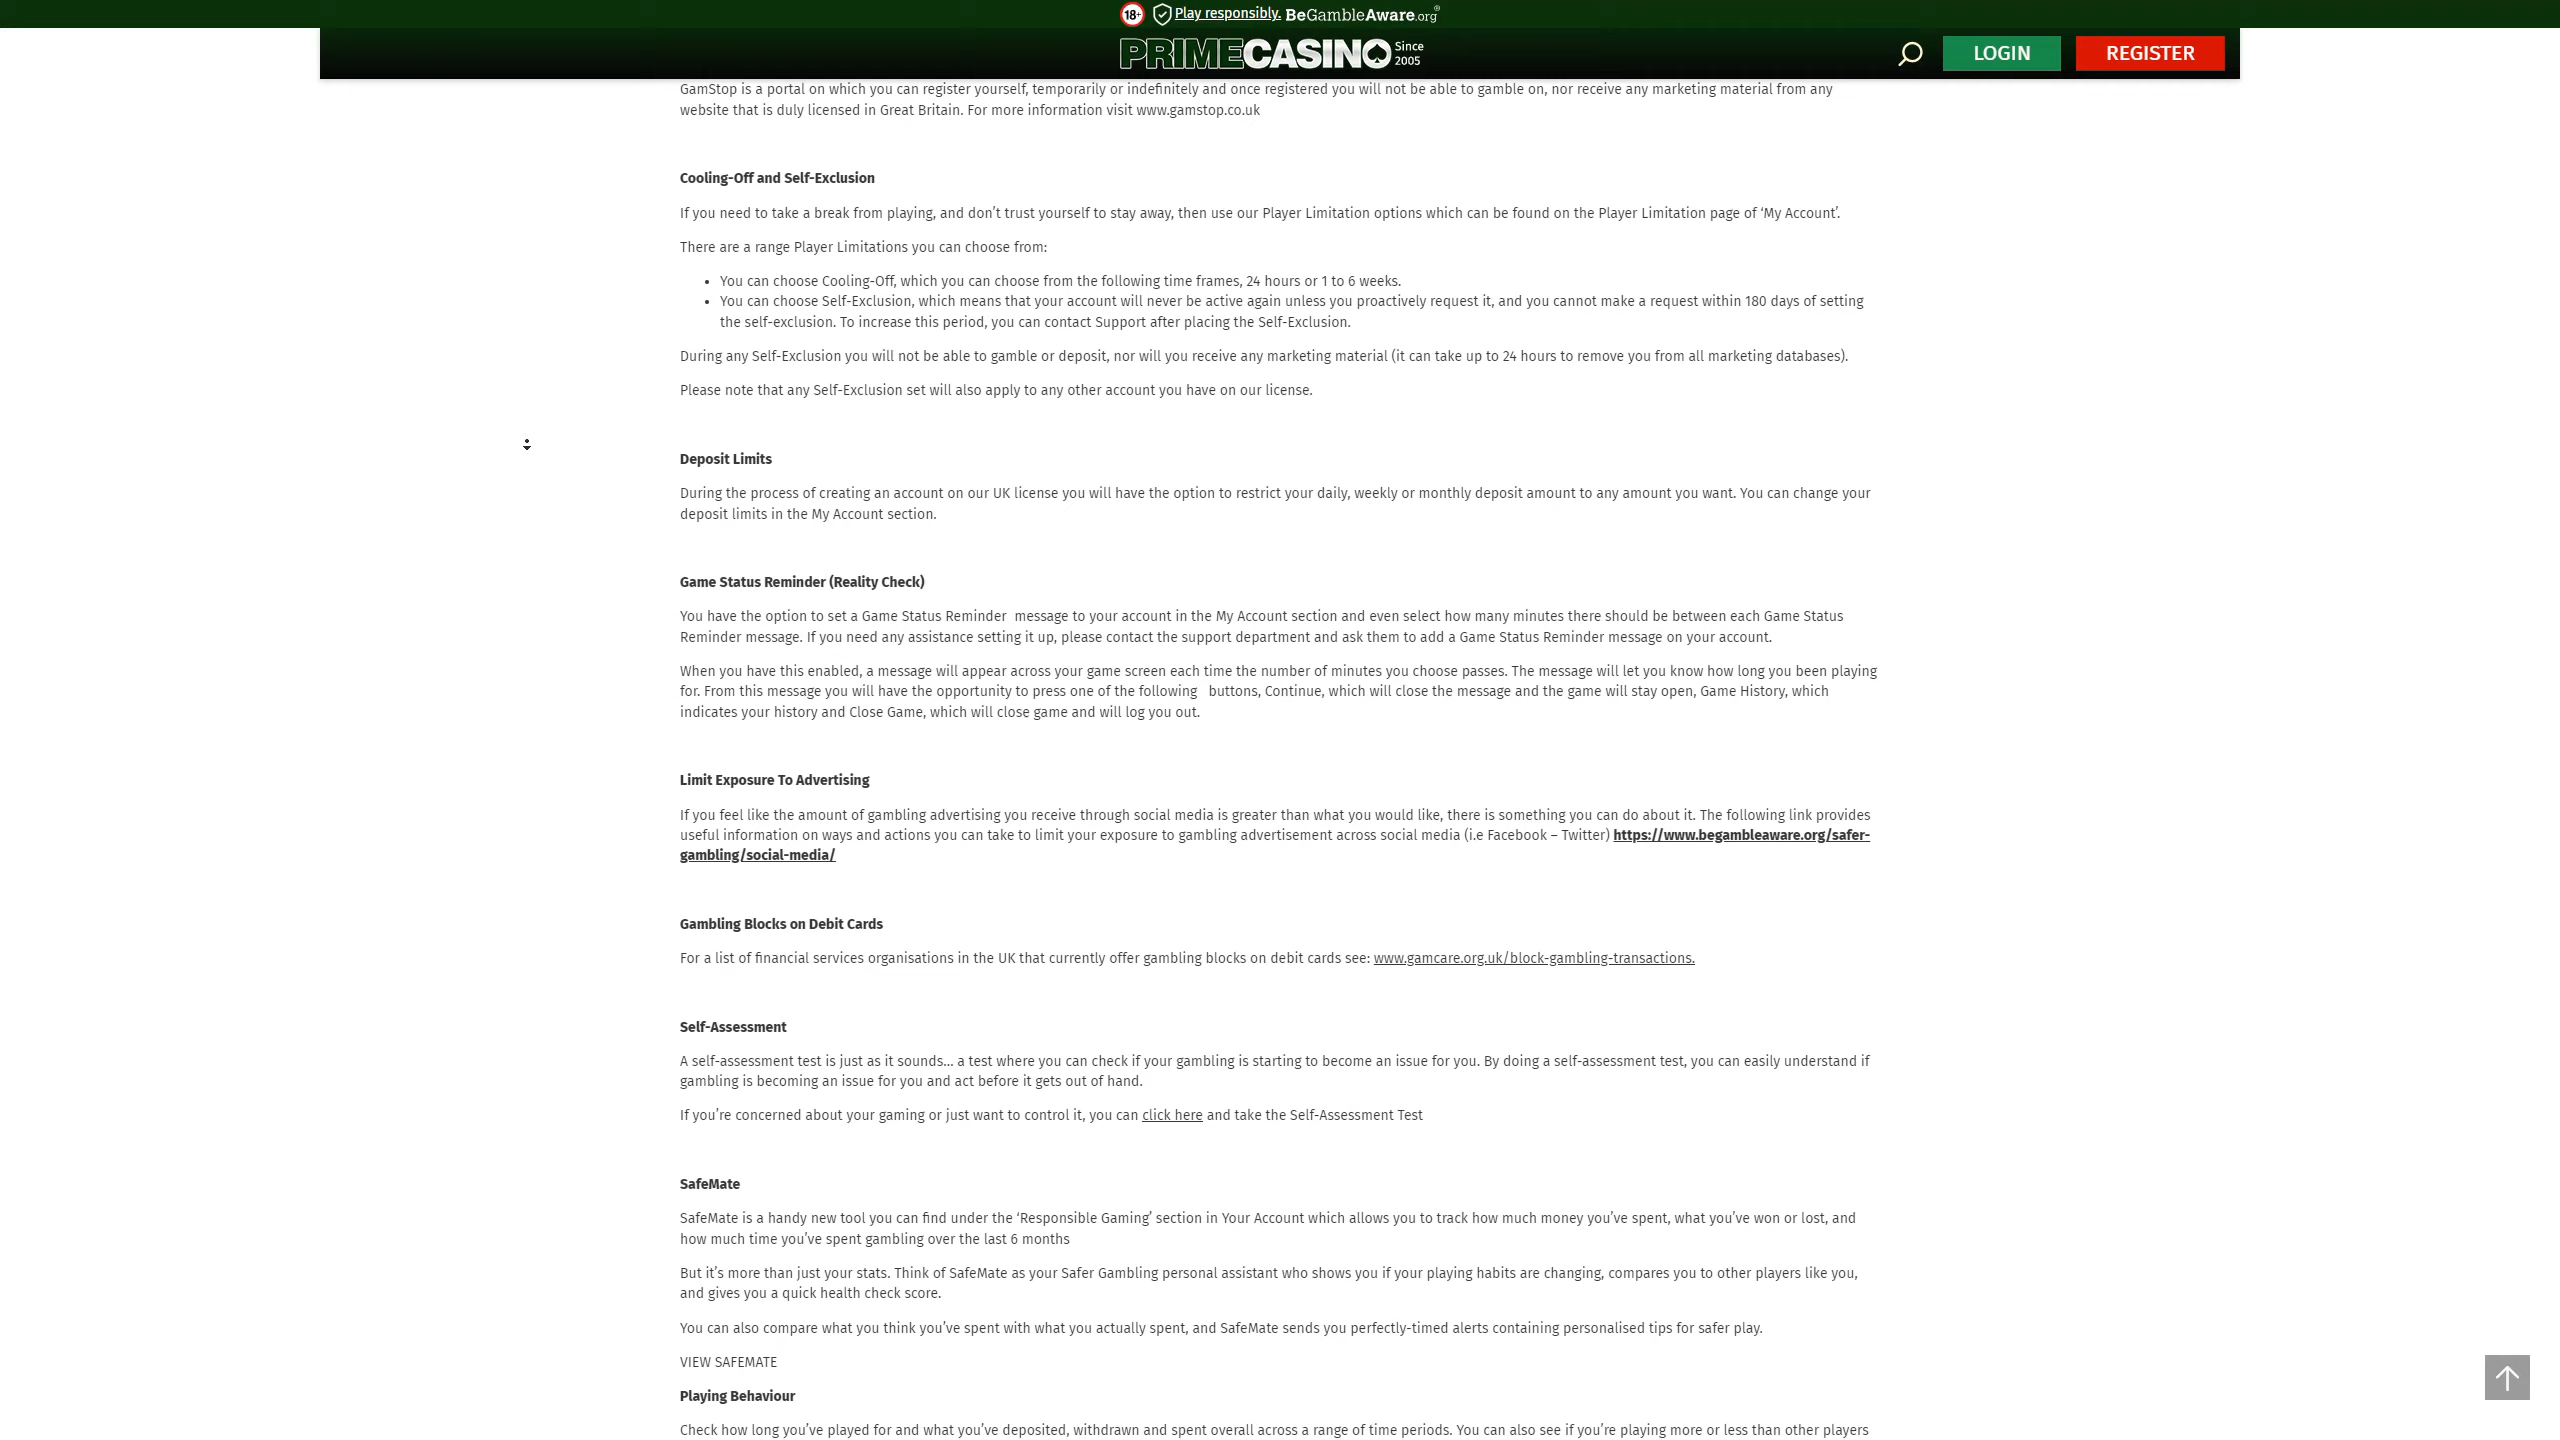 18+ Play responsibly. BeGambleAware.org®
PRIMECASINO Since 2005
LOGIN
REGISTER
GamStop is a portal on which you can register yourself, temporarily or indefinitely and once registered you will not be able to gamble on, nor receive any marketing material from any
website that is duly licensed in Great Britain. For more information visit www.gamstop.co.uk
Cooling-Off and Self-Exclusion
If you need to take a break from playing, and don’t trust yourself to stay away, then use our Player Limitation options which can be found on the Player Limitation page of ‘My Account’.
There are a range Player Limitations you can choose from:
• You can choose Cooling-Off, which you can choose from the following time frames, 24 hours or 1 to 6 weeks.
• You can choose Self-Exclusion, which means that your account will never be active again unless you proactively request it, and you cannot make a request within 180 days of setting
the self-exclusion. To increase this period, you can contact Support after placing the Self-Exclusion.
During any Self-Exclusion you will not be able to gamble or deposit, nor will you receive any marketing material (it can take up to 24 hours to remove you from all marketing databases).
Please note that any Self-Exclusion set will also apply to any other account you have on our license.
Deposit Limits
During the process of creating an account on our UK license you will have the option to restrict your daily, weekly or monthly deposit amount to any amount you want. You can change your
deposit limits in the My Account section.
Game Status Reminder (Reality Check)
You have the option to set a Game Status Reminder  message to your account in the My Account section and even select how many minutes there should be between each Game Status
Reminder message. If you need any assistance setting it up, please contact the support department and ask them to add a Game Status Reminder message on your account.
When you have this enabled, a message will appear across your game screen each time the number of minutes you choose passes. The message will let you know how long you been playing
for. From this message you will have the opportunity to press one of the following   buttons, Continue, which will close the message and the game will stay open, Game History, which
indicates your history and Close Game, which will close game and will log you out.
Limit Exposure To Advertising
If you feel like the amount of gambling advertising you receive through social media is greater than what you would like, there is something you can do about it. The following link provides
useful information on ways and actions you can take to limit your exposure to gambling advertisement across social media (i.e Facebook – Twitter) https://www.begambleaware.org/safer-
gambling/social-media/
Gambling Blocks on Debit Cards
For a list of financial services organisations in the UK that currently offer gambling blocks on debit cards see: www.gamcare.org.uk/block-gambling-transactions.
Self-Assessment
A self-assessment test is just as it sounds… a test where you can check if your gambling is starting to become an issue for you. By doing a self-assessment test, you can easily understand if
gambling is becoming an issue for you and act before it gets out of hand.
If you’re concerned about your gaming or just want to control it, you can click here and take the Self-Assessment Test
SafeMate
SafeMate is a handy new tool you can find under the ‘Responsible Gaming’ section in Your Account which allows you to track how much money you’ve spent, what you’ve won or lost, and
how much time you’ve spent gambling over the last 6 months
But it’s more than just your stats. Think of SafeMate as your Safer Gambling personal assistant who shows you if your playing habits are changing, compares you to other players like you,
and gives you a quick health check score.
You can also compare what you think you’ve spent with what you actually spent, and SafeMate sends you perfectly-timed alerts containing personalised tips for safer play.
VIEW SAFEMATE
Playing Behaviour
Check how long you’ve played for and what you’ve deposited, withdrawn and spent overall across a range of time periods. You can also see if you’re playing more or less than other players